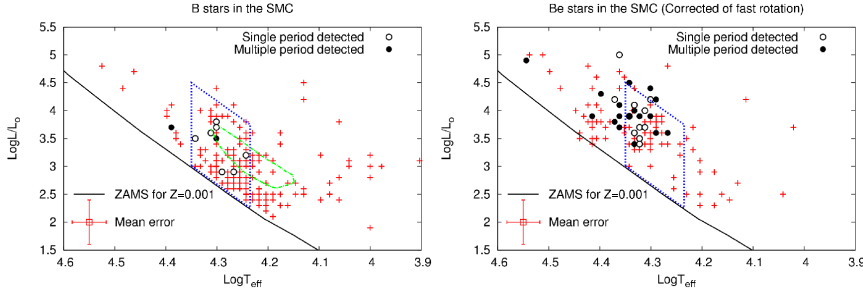 B stars in the SMC
Single period detected
Multiple period detected
ZAMS for Z=0.001
Mean error
LogL/Lo
5.5
5
4.5
4
3.5
3
2.5
2
1.5
4.6 4.5 4.4 4.3 4.2 4.1 4 3.9
LogTeff
Be stars in the SMC (Corrected of fast rotation)
Single period detected
Multiple period detected
ZAMS for Z=0.001
Mean error
LogL/Lo
5.5
5
4.5
4
3.5
3
2.5
2
1.5
4.6 4.5 4.4 4.3 4.2 4.1 4 3.9
LogTeff